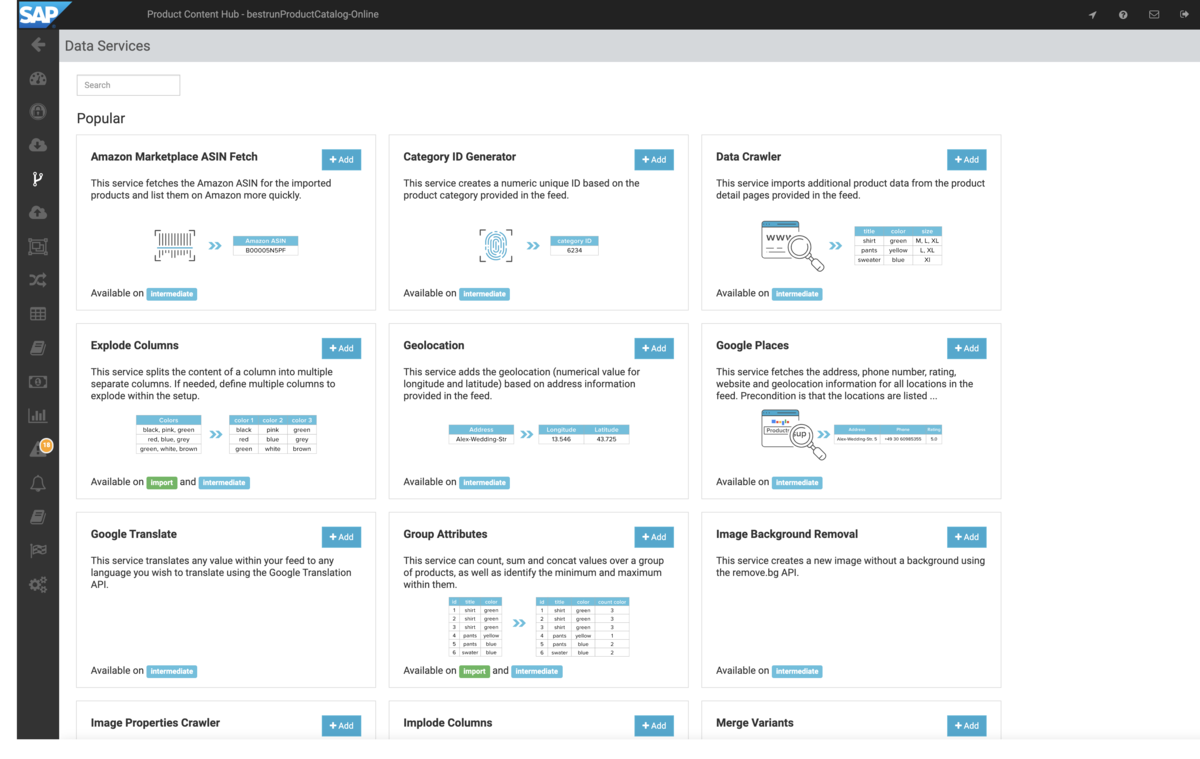 SAP
Product Content Hub - bestrunProductCatalog-Online
Data Services
Search
Popular
Amazon Marketplace ASIN Fetch
+ Add
This service fetches the Amazon ASIN for the imported
products and list them on Amazon more quickly.
Amazon ASIN
B00005N5PF
Available on intermediate
Category ID Generator
+ Add
This service creates a numeric unique ID based on the
product category provided in the feed.
category ID
6234
Available on intermediate
Data Crawler
+ Add
This service imports additional product data from the product
detail pages provided in the feed.
www
title color size
shirt green M, L, XL
pants yellow L, XL
sweater blue Xl
Available on intermediate
Explode Columns
+ Add
This service splits the content of a column into multiple
separate columns. If needed, define multiple columns to
explode within the setup.
Colors
black, pink, green
red, blue, grey
green, white, brown
color 1 color 2 color 3
black pink green
red blue grey
green white brown
Available on import and intermediate
Geolocation
+ Add
This service adds the geolocation (numerical value for
longitude and latitude) based on address information
provided in the feed.
Address
Alex-Wedding-Str
Longitude Latitude
13.546 43.725
Available on intermediate
Google Places
+ Add
This service fetches the address, phone number, rating,
website and geolocation information for all locations in the
feed. Precondition is that the locations are listed ...
Google
Products
sup
Address Phone Rating
Alex-Wedding Str. 5 +49 30 60985355 5.0
Available on intermediate
18
Google Translate
+ Add
This service translates any value within your feed to any
language you wish to translate using the Google Translation
API.
Available on intermediate
Group Attributes
+ Add
This service can count, sum and concat values over a group
of products, as well as identify the minimum and maximum
within them.
id title color
1 shirt green
2 shirt green
3 shirt green
4 pants yellow
5 pants blue
6 swater blue
id title color count color
1 shirt green 3
2 shirt green 3
3 shirt green 3
4 pants yellow 1
5 pants blue 2
6 swater blue 2
Available on import and intermediate
Image Background Removal
+ Add
This service creates a new image without a background using
the remove.bg API.
Available on intermediate
Image Properties Crawler
+ Add
Implode Columns
+ Add
Merge Variants
+ Add